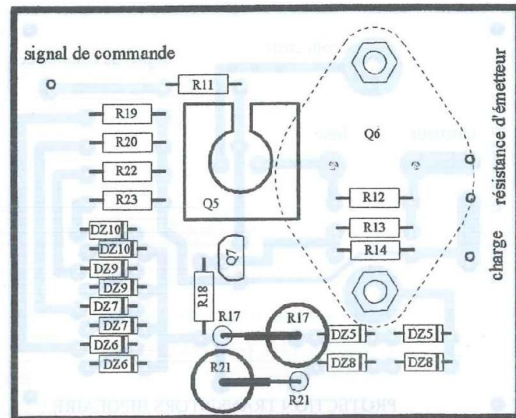 signal de commande
R11
R19
R20
R22
R23
Q5
Q6
R12
R13
R14
résistance d'émetteur
charge
DZ10
DZ10
DZ9
DZ9
DZ7
DZ7
DZ6
DZ6
Q7
R18
R17
R17
R21
R21
DZ5
DZ5
DZ8
DZ8